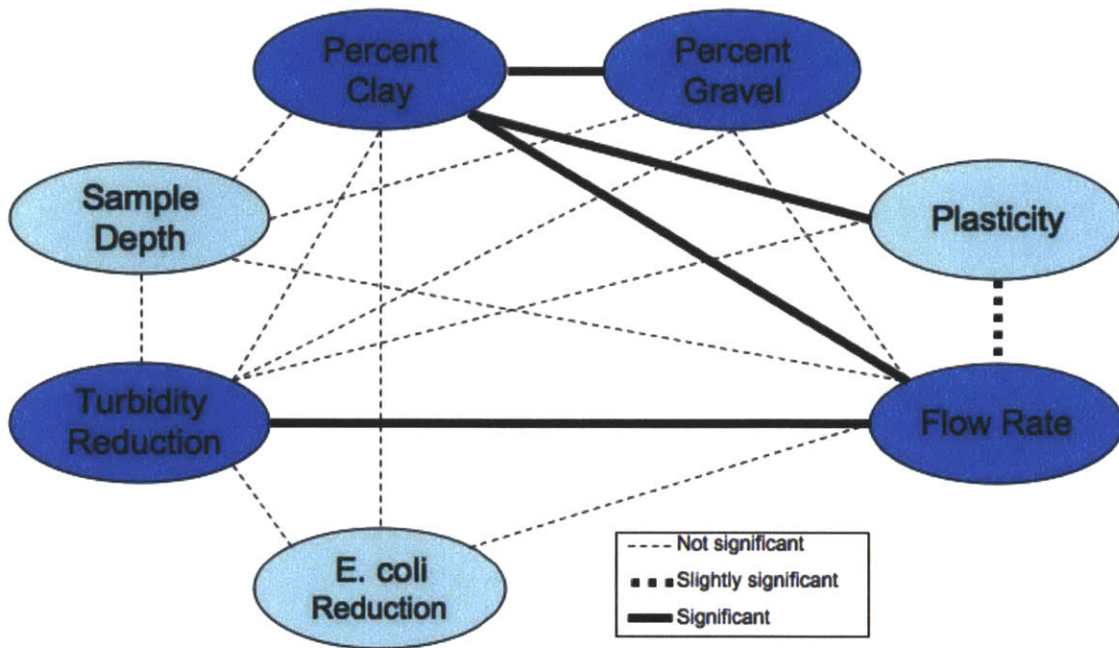 Percent
Clay
Percent
Gravel
Sample
Depth
Plasticity
Turbidity
Reduction
Flow Rate
E. coli
Reduction
Not significant
Slightly significant
Significant